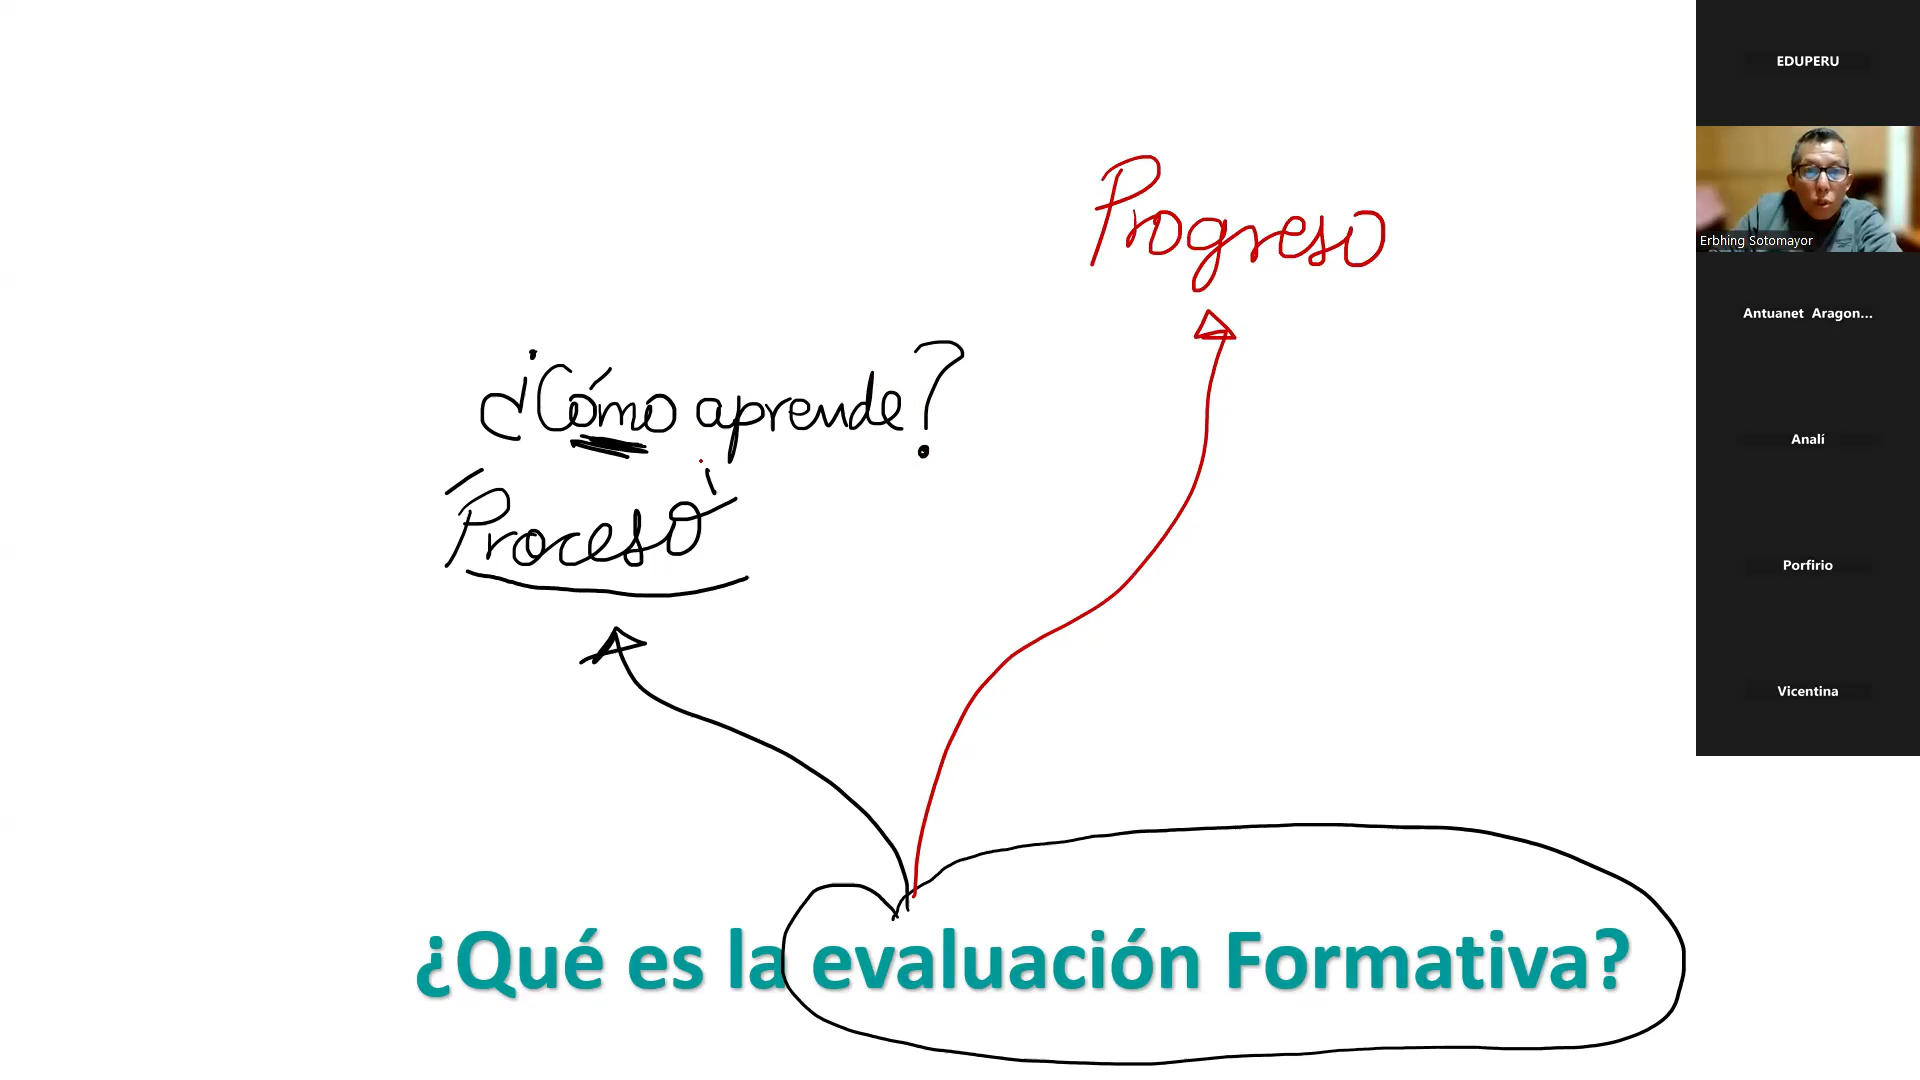 Progreso
¿Cómo aprende?
Proceso
¿Qué es la evaluación Formativa?
EDUPERU
Erbhing Sotomayor
Antuanet Aragon...
Analí
Porfirio
Vicentina